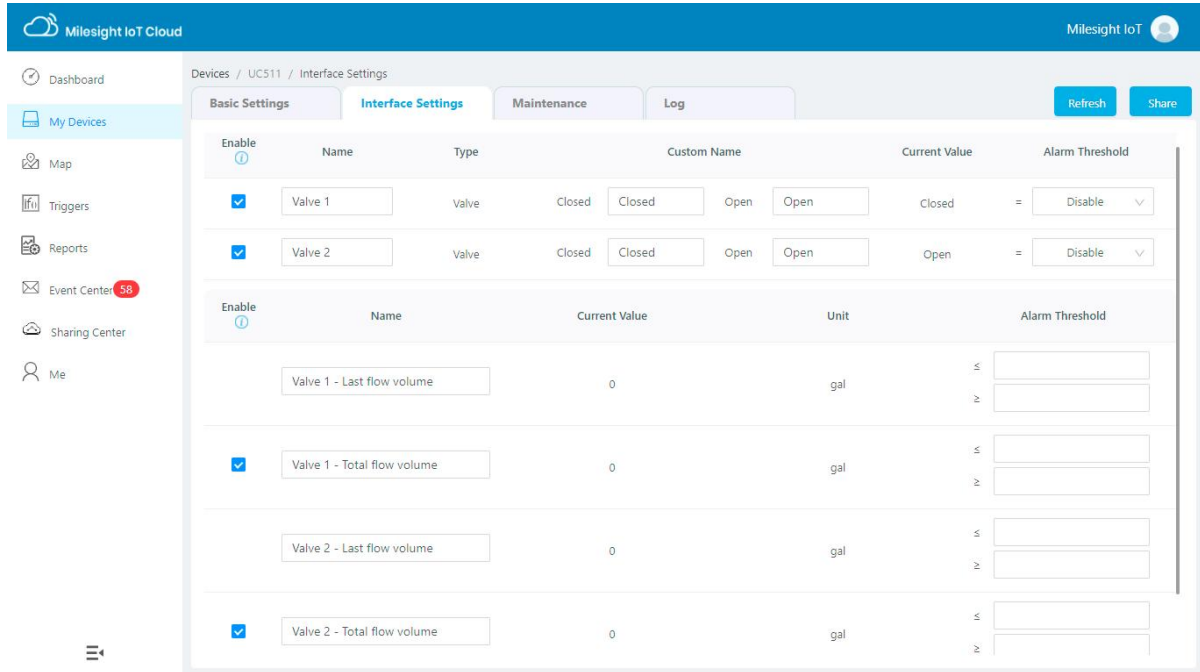 Milesight IoT Cloud
Milesight IoT
Dashboard
My Devices
Map
Triggers
Reports
Event Center 58
Sharing Center
Me
Devices / UC511 / Interface Settings
Basic Settings Interface Settings Maintenance Log Refresh Share
Enable Name Type Custom Name Current Value Alarm Threshold
Valve 1 Valve Closed Closed Open Open Closed = Disable
Valve 2 Valve Closed Closed Open Open Open = Disable
Enable Name Current Value Unit Alarm Threshold
Valve 1 - Last flow volume 0 gal ≤
≥
Valve 1 - Total flow volume 0 gal ≤
≥
Valve 2 - Last flow volume 0 gal ≤
≥
Valve 2 - Total flow volume 0 gal ≤
≥